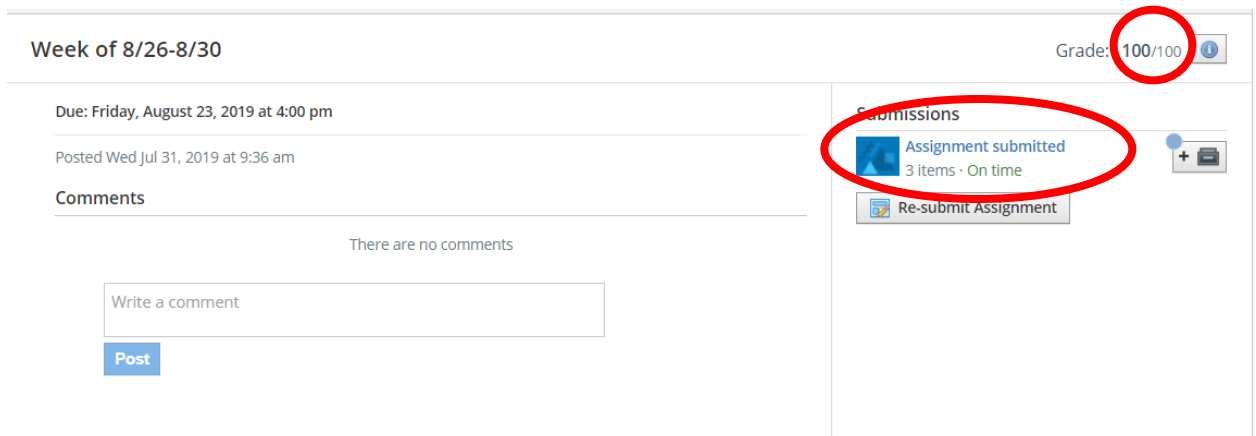 Week of 8/26-8/30
Grade: 100/100
Due: Friday, August 23, 2019 at 4:00 pm
Posted Wed Jul 31, 2019 at 9:36 am
Comments
There are no comments
Write a comment
Post
Submissions
Assignment submitted
3 items · On time
Re-submit Assignment